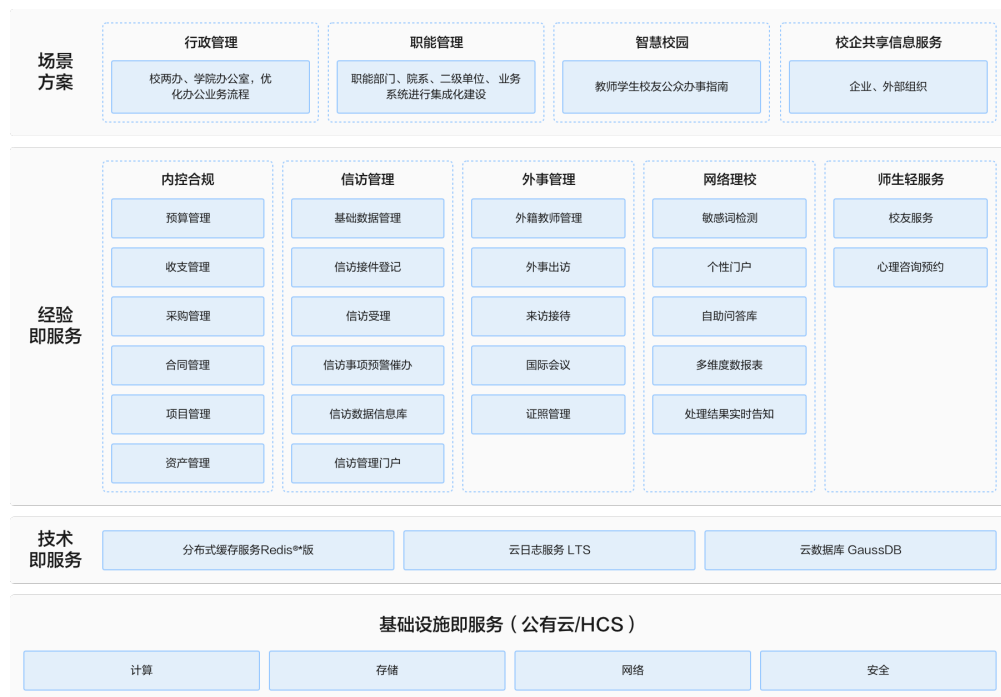 场景
方案
行政管理
校两办、学院办公室，优
化办公业务流程
职能管理
职能部门、院系、二级单位、业务
系统进行集成化建设
智慧校园
教师学生校友公众办事指南
校企共享信息服务
企业、外部组织
经验
即服务
内控合规
预算管理
收支管理
采购管理
合同管理
项目管理
资产管理
信访管理
基础数据管理
信访接件登记
信访受理
信访事项预警催办
信访数据信息库
信访管理门户
外事管理
外籍教师管理
外事出访
来访接待
国际会议
证照管理
网络理校
敏感词检测
个性门户
自助问答库
多维度数报表
处理结果实时告知
师生轻服务
校友服务
心理咨询预约
技术
即服务
分布式缓存服务Redis®*版
云日志服务 LTS
云数据库 GaussDB
基础设施即服务（公有云/HCS）
计算
存储
网络
安全